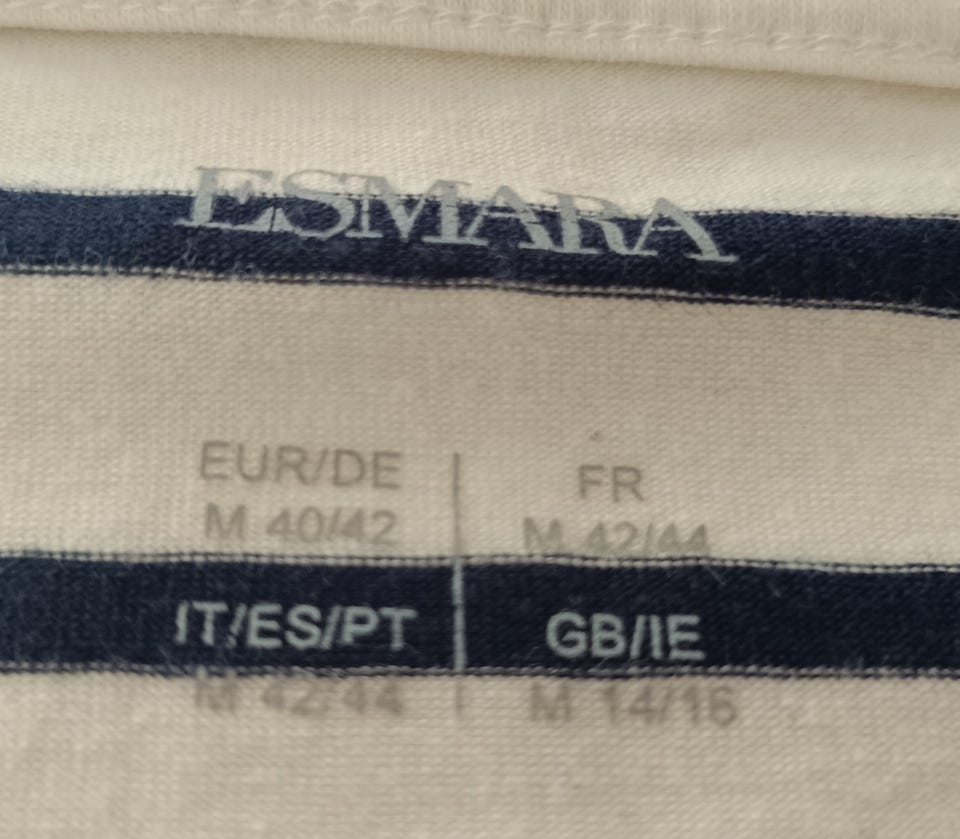 ESMARA
EUR/DE
M 40/42
FR
M 42/44
IT/ES/PT
M 42/44
GB/IE
M 14/16